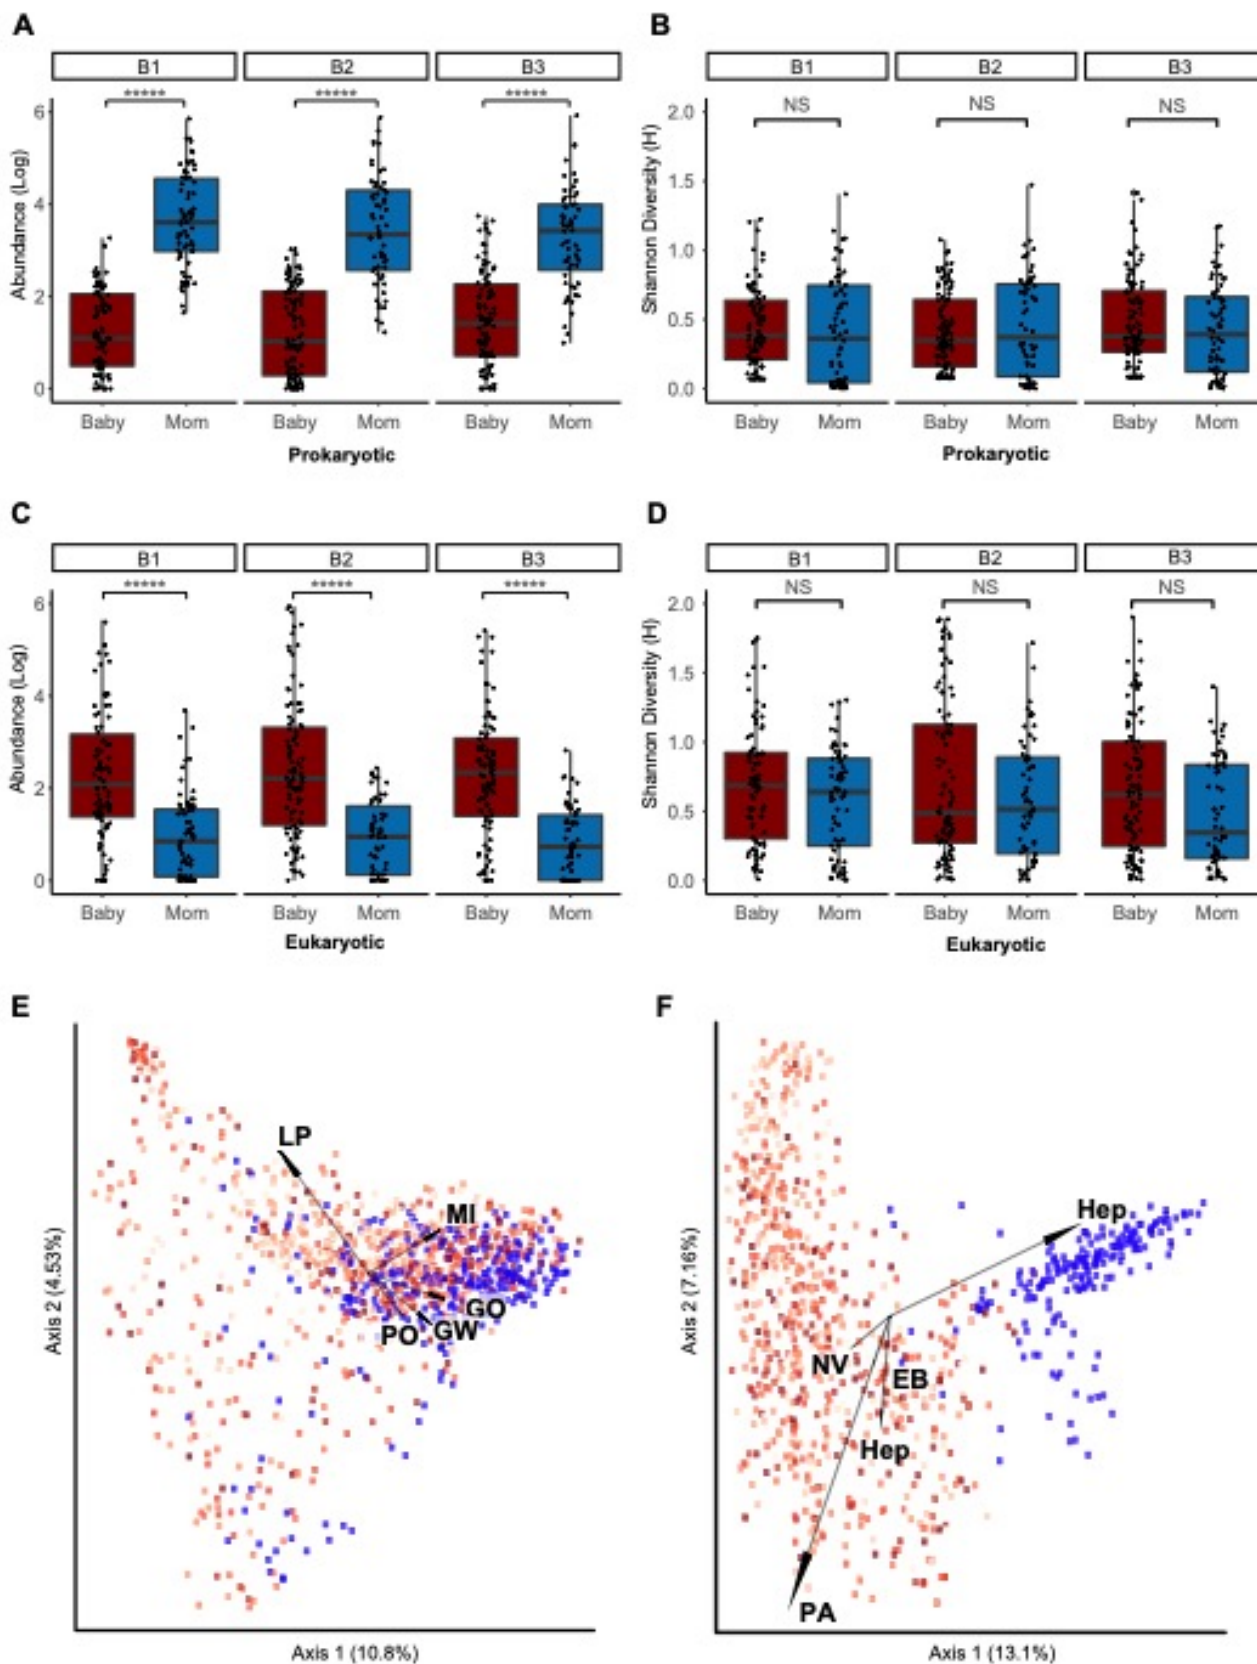 A
B
B1 B2 B3
B1 B2 B3
***** ***** *****
NS NS NS
Abundance (Log)
6
4
2
0
Shannon Diversity (H)
2.0
1.5
1.0
0.5
0.0
Baby Mom Baby Mom Baby Mom
Baby Mom Baby Mom Baby Mom
Prokaryotic
Prokaryotic
C
D
B1 B2 B3
B1 B2 B3
***** ***** *****
NS NS NS
Abundance (Log)
6
4
2
0
Shannon Diversity (H)
2.0
1.5
1.0
0.5
0.0
Baby Mom Baby Mom Baby Mom
Baby Mom Baby Mom Baby Mom
Eukaryotic
Eukaryotic
E
LP
MI
GO
PO GW
Axis 2 (4.53%)
Axis 1 (10.8%)
F
Hep
NV
EB
Hep
PA
Axis 2 (7.16%)
Axis 1 (13.1%)